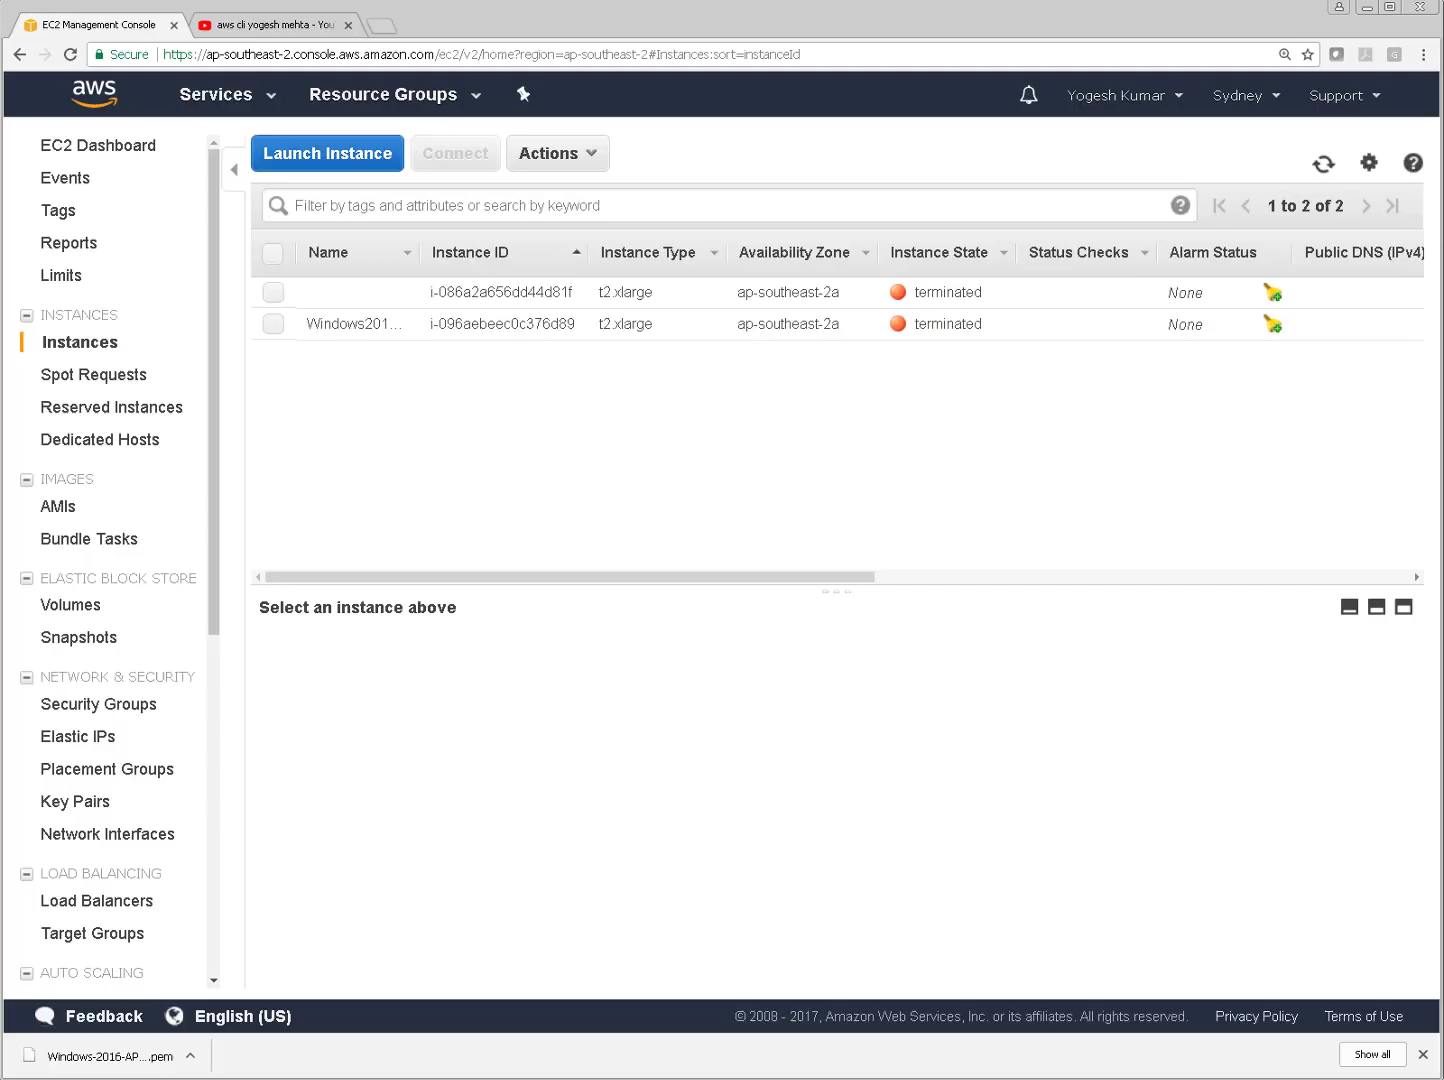 EC2 Management Console
aws cli yogesh mehta - You
Secure https://ap-southeast-2.console.aws.amazon.com/ec2/v2/home?region=ap-southeast-2#Instances:sort=instanceId
aws Services Resource Groups Yogesh Kumar Sydney Support
EC2 Dashboard
Events
Tags
Reports
Limits
INSTANCES
Instances
Spot Requests
Reserved Instances
Dedicated Hosts
IMAGES
AMIs
Bundle Tasks
ELASTIC BLOCK STORE
Volumes
Snapshots
NETWORK & SECURITY
Security Groups
Elastic IPs
Placement Groups
Key Pairs
Network Interfaces
LOAD BALANCING
Load Balancers
Target Groups
AUTO SCALING
Launch Instance Connect Actions
Filter by tags and attributes or search by keyword 1 to 2 of 2
Name Instance ID Instance Type Availability Zone Instance State Status Checks Alarm Status Public DNS (IPv4)
i-086a2a656dd44d81f t2.xlarge ap-southeast-2a terminated None
Windows201... i-096aebeec0c376d89 t2.xlarge ap-southeast-2a terminated None
Select an instance above
Feedback English (US) © 2008 - 2017, Amazon Web Services, Inc. or its affiliates. All rights reserved. Privacy Policy Terms of Use
Windows-2016-AP....pem Show all